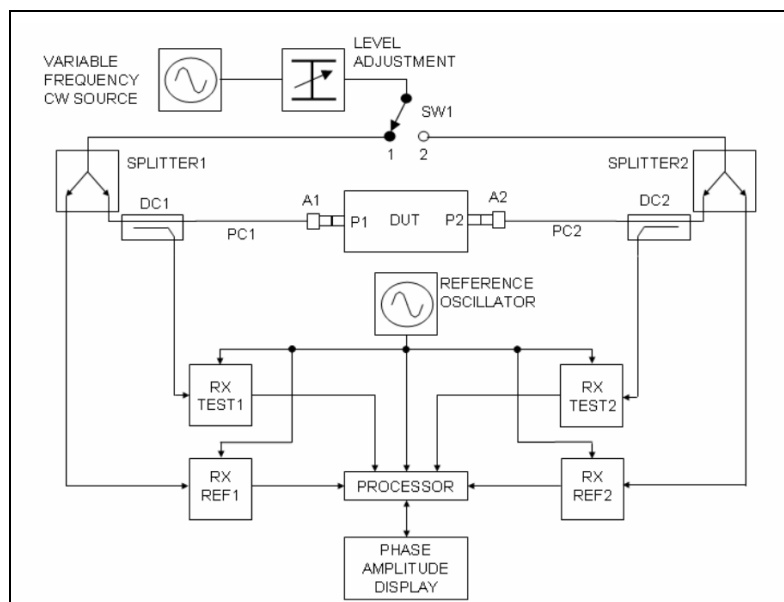 VARIABLE
FREQUENCY
CW SOURCE
LEVEL
ADJUSTMENT
SW1
1
2
SPLITTER1
SPLITTER2
DC1
A1
P1
DUT
P2
A2
DC2
PC1
PC2
REFERENCE
OSCILLATOR
RX
TEST1
RX
TEST2
RX
REF1
PROCESSOR
RX
REF2
PHASE
AMPLITUDE
DISPLAY